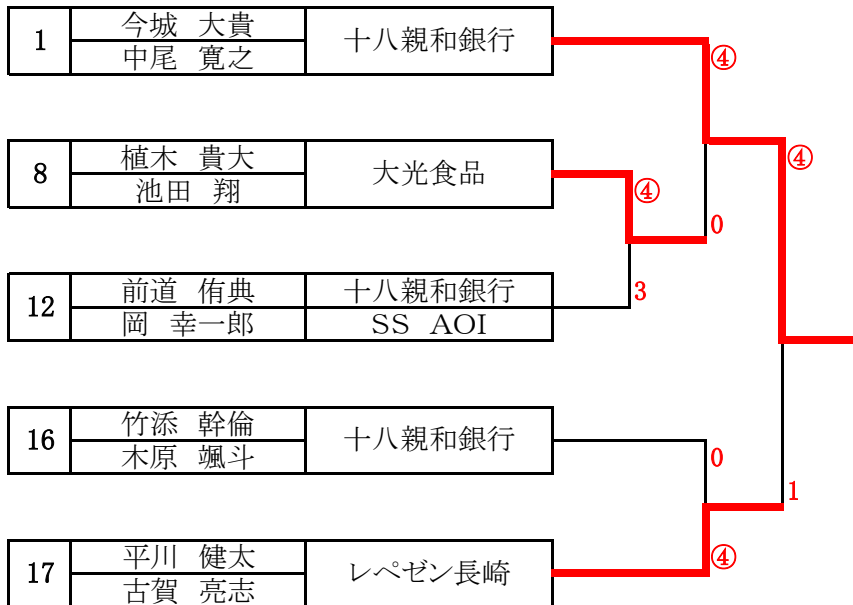 1 今城 大貴 十八親和銀行
中尾 寛之
④
8 植木 貴大 大光食品
池田 翔
④
④
0
12 前道 侑典 十八親和銀行
岡 幸一郎 SS AOI
3
16 竹添 幹倫 十八親和銀行
木原 颯斗
0
1
17 平川 健太 レペゼン長崎
古賀 亮志
④